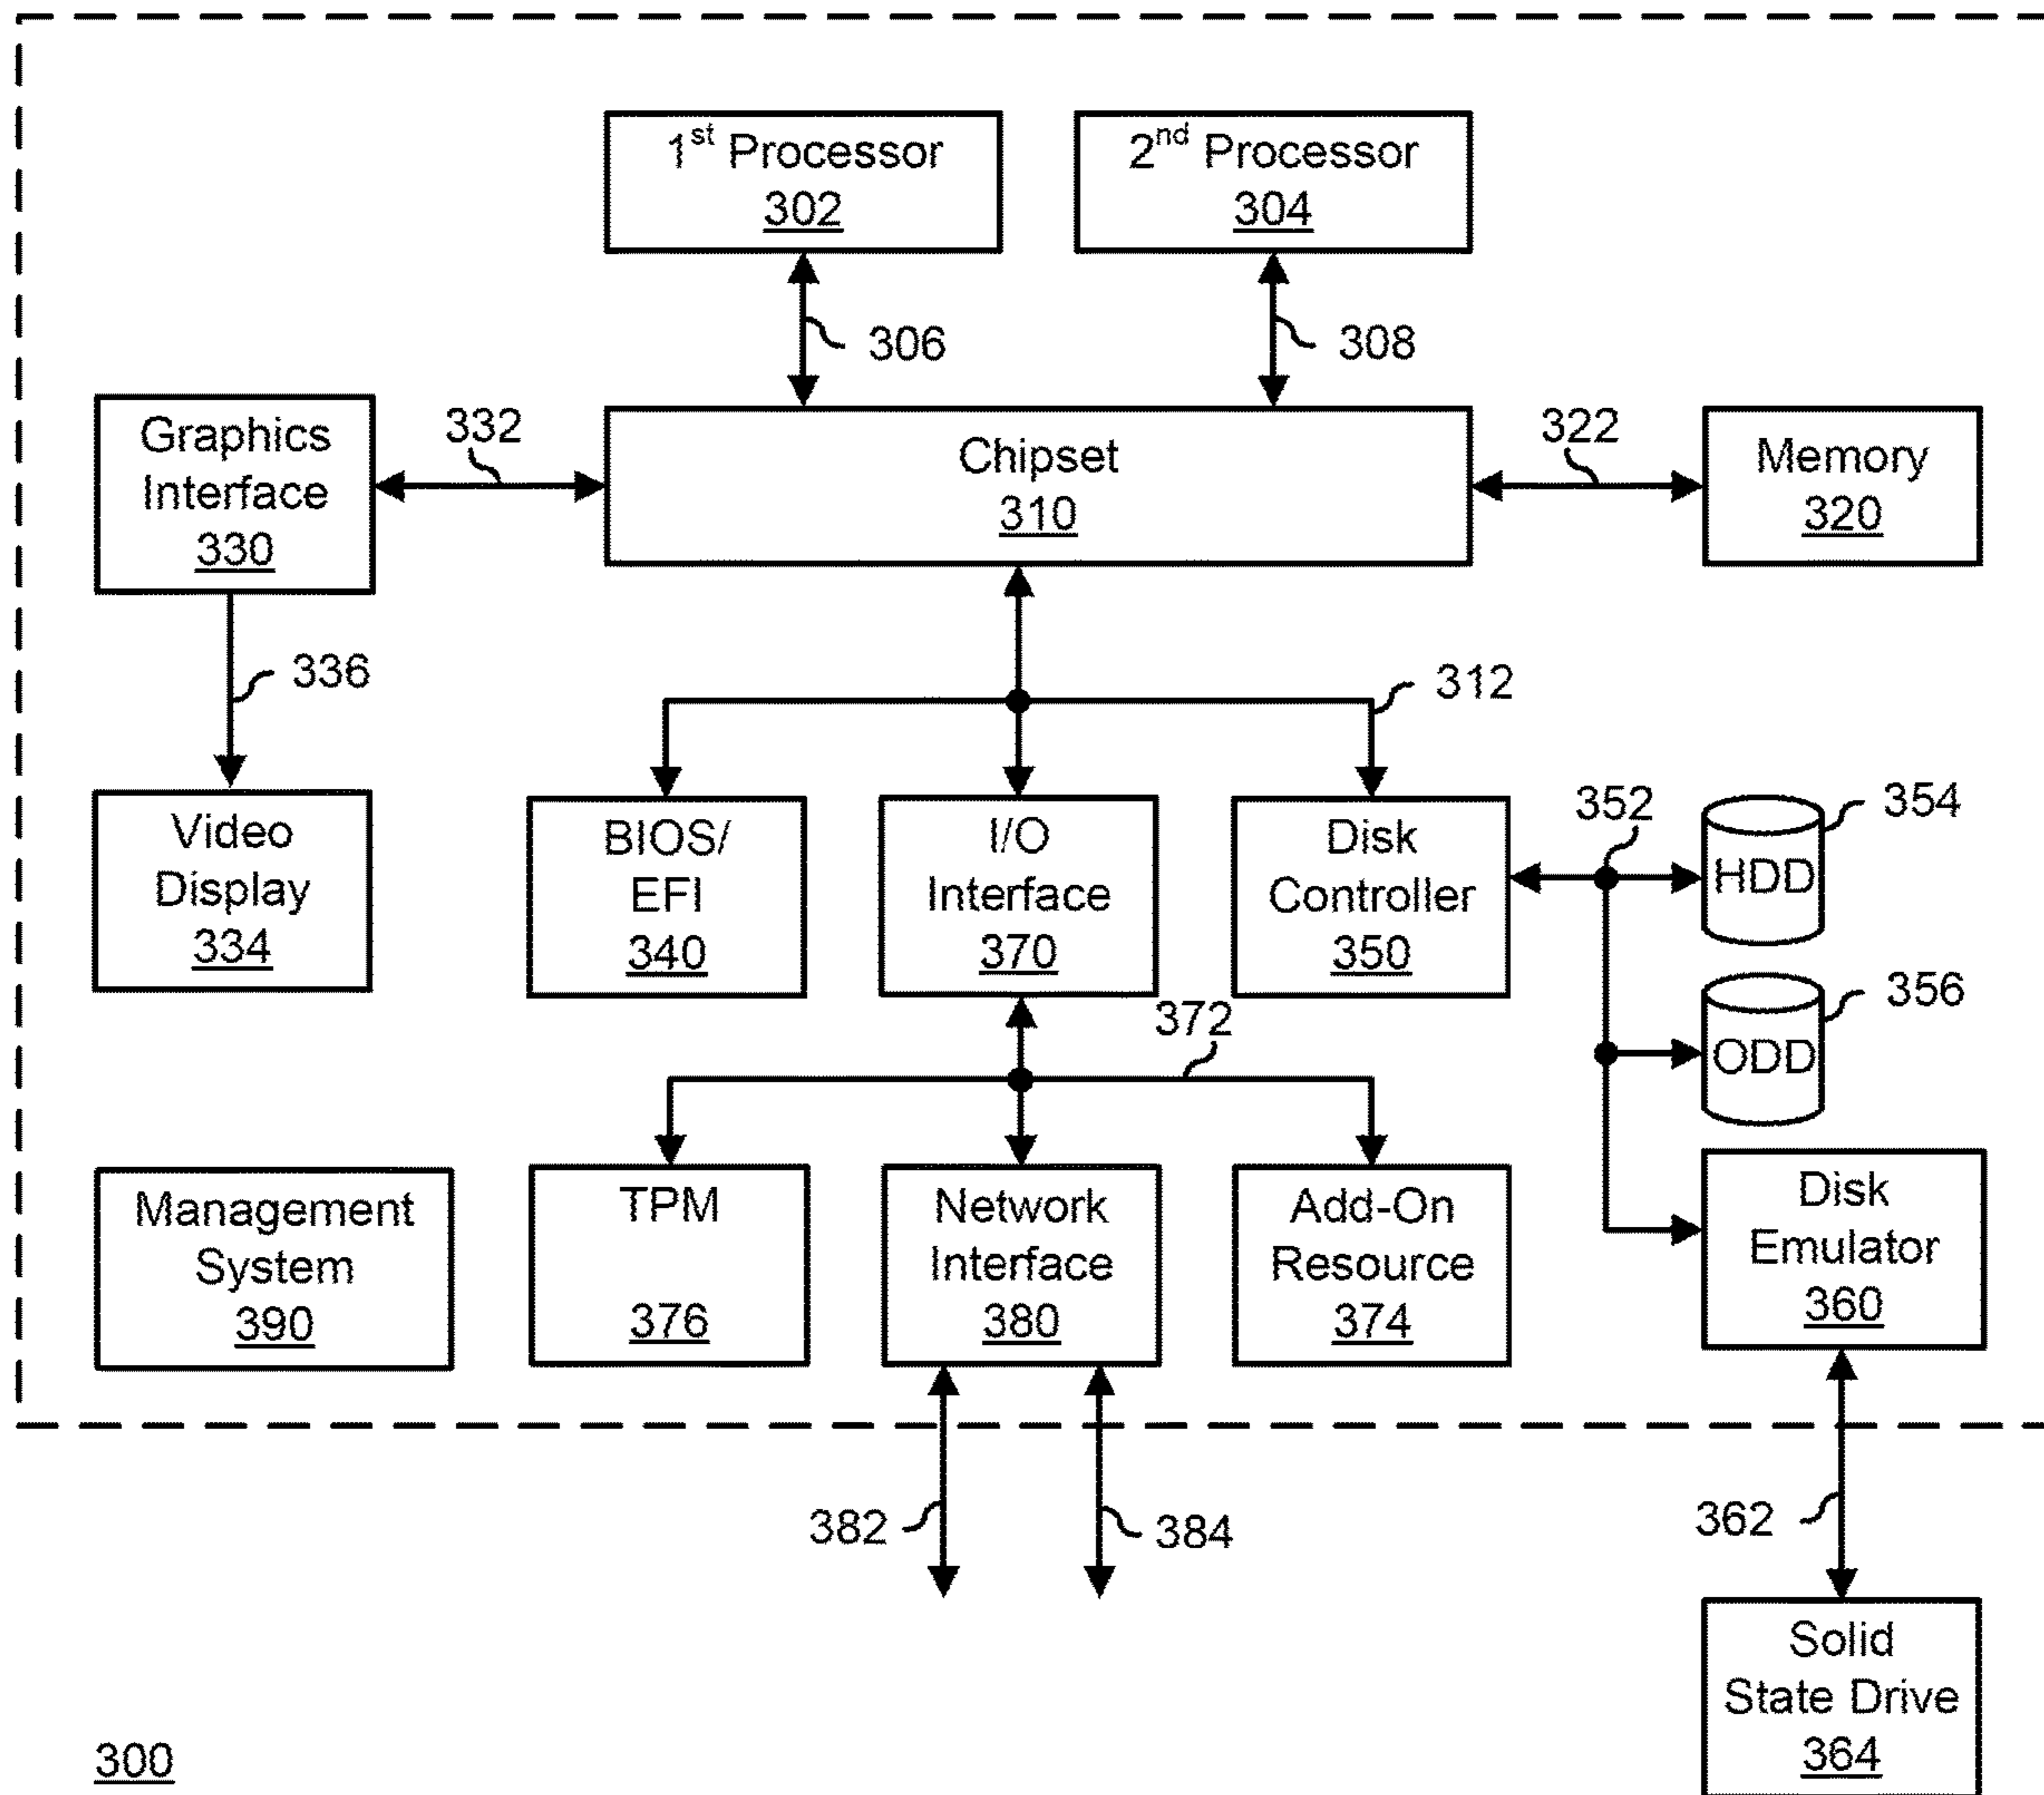 1st Processor
302
2nd Processor
304
306
308
Graphics
Interface
330
332
Chipset
310
322
Memory
320
336
312
Video
Display
334
BIOS/
EFI
340
I/O
Interface
370
Disk
Controller
350
352
HDD
354
ODD
356
372
Management
System
390
TPM
376
Network
Interface
380
Add-On
Resource
374
Disk
Emulator
360
382
384
362
Solid
State Drive
364
300